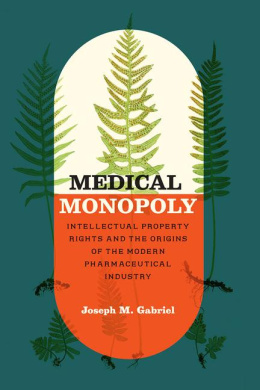 MEDICAL
MONOPOLY
INTELLECTUAL PROPERTY
RIGHTS AND THE ORIGINS
OF THE MODERN
PHARMACEUTICAL
INDUSTRY
Joseph M. Gabriel